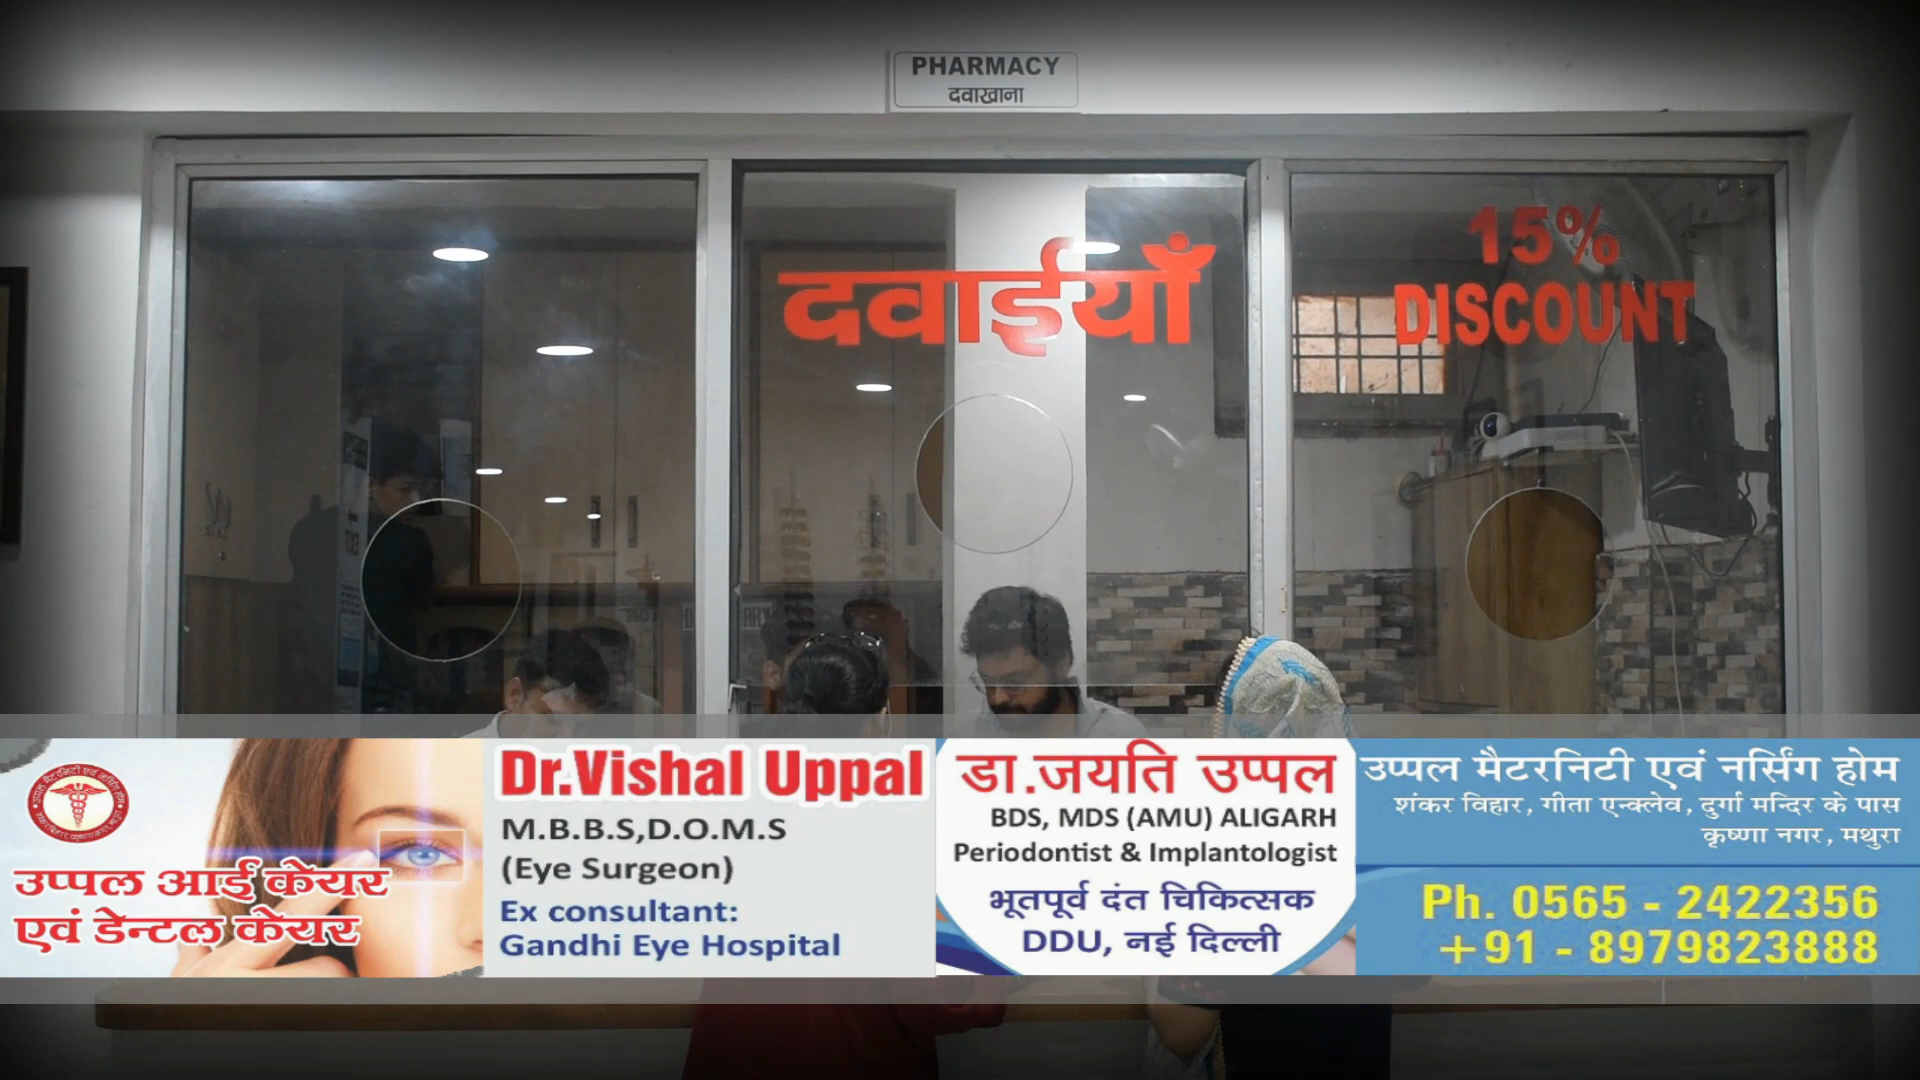 PHARMACY
दवाखाना
दवाईयाँ
15%
DISCOUNT
उप्पल आई केयर
एवं डेन्टल केयर
Dr.Vishal Uppal
M.B.B.S,D.O.M.S
(Eye Surgeon)
Ex consultant:
Gandhi Eye Hospital
डा.जयति उप्पल
BDS, MDS (AMU) ALIGARH
Periodontist & Implantologist
भूतपूर्व दंत चिकित्सक
DDU, नई दिल्ली
उप्पल मैटरनिटी एवं नर्सिंग होम
शंकर विहार, गीता एन्क्लेव, दुर्गा मन्दिर के पास
कृष्णा नगर, मथुरा
Ph. 0565 - 2422356
+91 - 8979823888